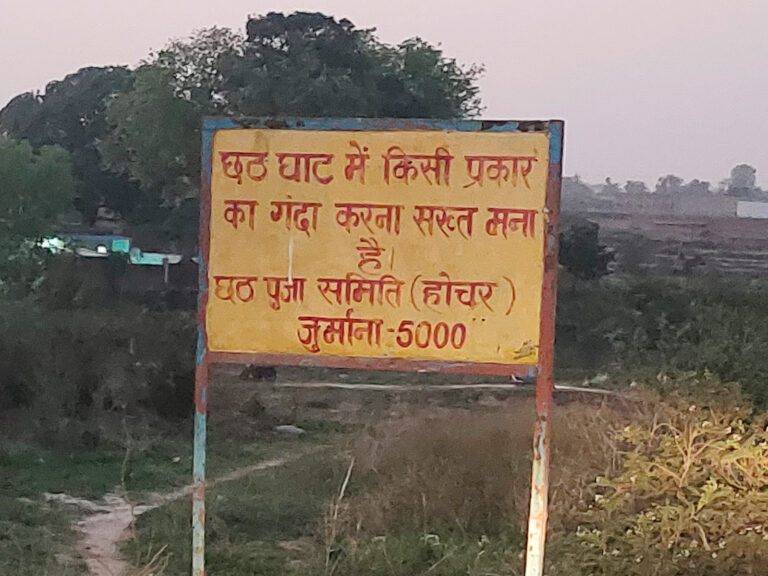 छठ घाट में किसी प्रकार
का गंदा करना सख्त मना
है।
छठ पुजा समिति (होचर)
जुर्माना-5000